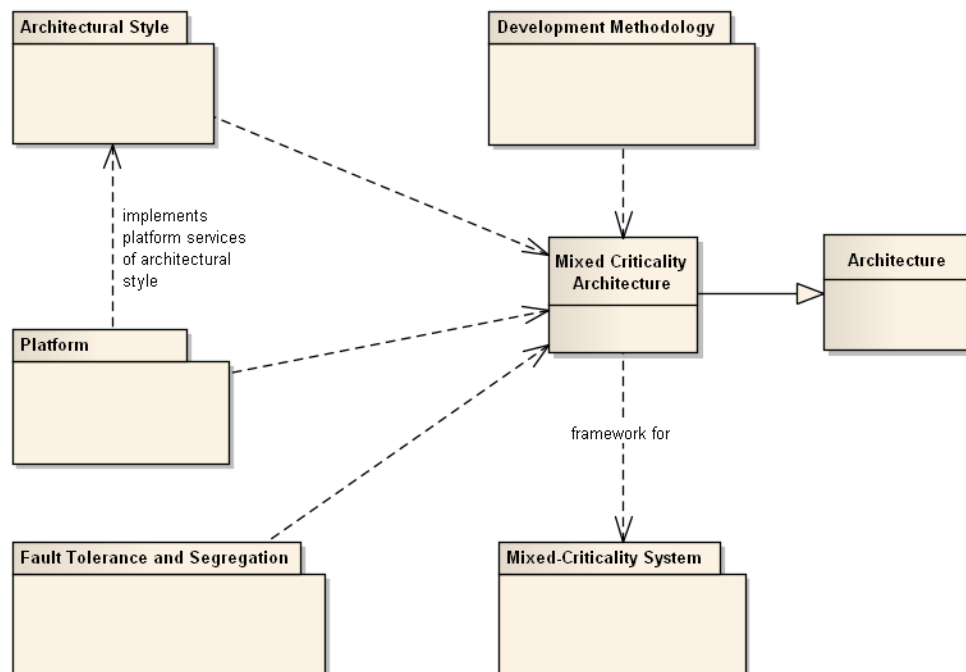 Architectural Style
Development Methodology
implements
platform services
of architectural
style
Mixed Criticality
Architecture
Architecture
Platform
framework for
Fault Tolerance and Segregation
Mixed-Criticality System